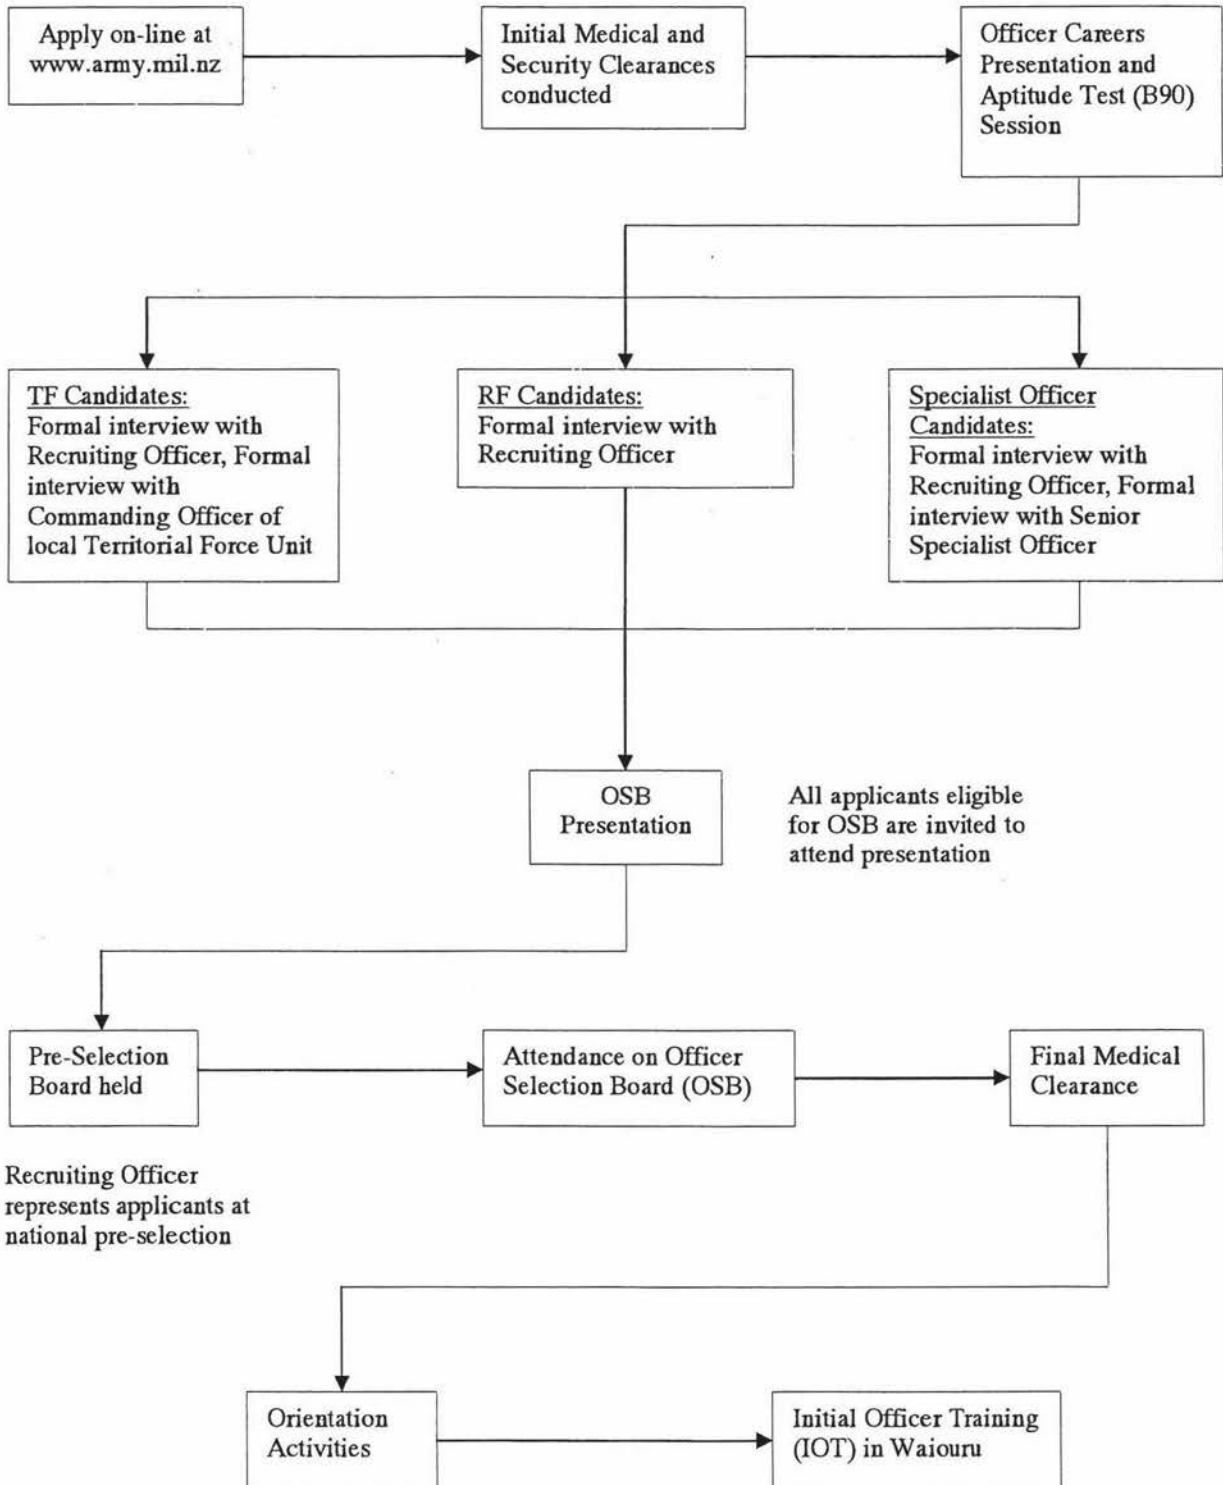 Apply on-line at
www.army.mil.nz
Initial Medical and
Security Clearances
conducted
Officer Careers
Presentation and
Aptitude Test (B90)
Session
TF Candidates:
Formal interview with
Recruiting Officer, Formal
interview with
Commanding Officer of
local Territorial Force Unit
RF Candidates:
Formal interview with
Recruiting Officer
Specialist Officer
Candidates:
Formal interview with
Recruiting Officer, Formal
interview with Senior
Specialist Officer
OSB
Presentation
All applicants eligible
for OSB are invited to
attend presentation
Pre-Selection
Board held
Attendance on Officer
Selection Board (OSB)
Final Medical
Clearance
Recruiting Officer
represents applicants at
national pre-selection
Orientation
Activities
Initial Officer Training
(IOT) in Waiouru